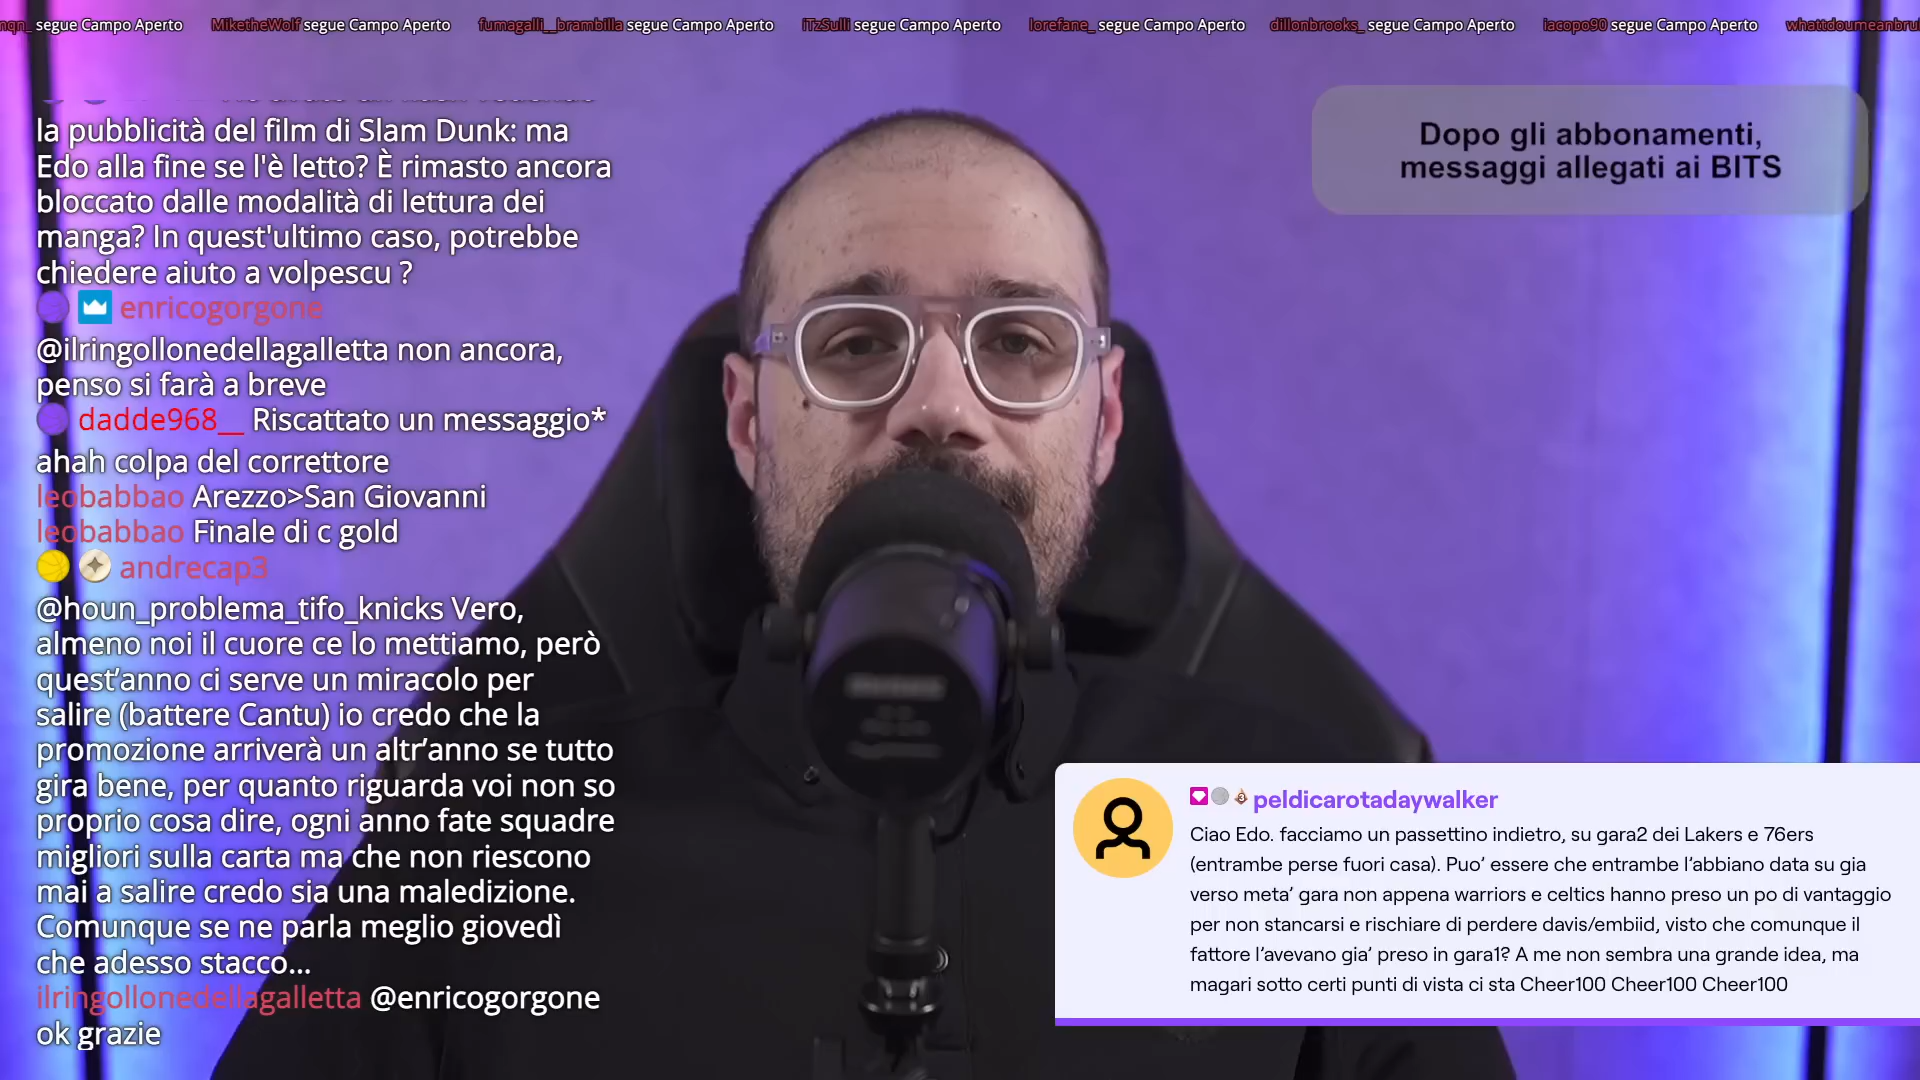 segue Campo Aperto MiketheWolf segue Campo Aperto fumagalli__brambilla segue Campo Aperto iTzSulli segue Campo Aperto lorefane_ segue Campo Aperto dillonbrooks_ segue Campo Aperto iacopo90 segue Campo Aperto
la pubblicità del film di Slam Dunk: ma
Edo alla fine se l'è letto? È rimasto ancora
bloccato dalle modalità di lettura dei
manga? In quest'ultimo caso, potrebbe
chiedere aiuto a volpescu ?
enricogorgone
@ilringollonedellagalletta non ancora,
penso si farà a breve
dadde968__ Riscattato un messaggio*
ahah colpa del correttore
leobabbao Arezzo>San Giovanni
leobabbao Finale di c gold
andrecap3
@houn_problema_tifo_knicks Vero,
almeno noi il cuore ce lo mettiamo, però
quest’anno ci serve un miracolo per
salire (battere Cantu) io credo che la
promozione arriverà un altr’anno se tutto
gira bene, per quanto riguarda voi non so
proprio cosa dire, ogni anno fate squadre
migliori sulla carta ma che non riescono
mai a salire credo sia una maledizione.
Comunque se ne parla meglio giovedì
che adesso stacco...
ilringollonedellagalletta @enricogorgone
ok grazie
Dopo gli abbonamenti,
messaggi allegati ai BITS
peldicarotadaywalker
Ciao Edo. facciamo un passettino indietro, su gara2 dei Lakers e 76ers
(entrambe perse fuori casa). Puo’ essere che entrambe l’abbiano data su gia
verso meta’ gara non appena warriors e celtics hanno preso un po di vantaggio
per non stancarsi e rischiare di perdere davis/embiid, visto che comunque il
fattore l’avevano gia’ preso in gara1? A me non sembra una grande idea, ma
magari sotto certi punti di vista ci sta Cheer100 Cheer100 Cheer100